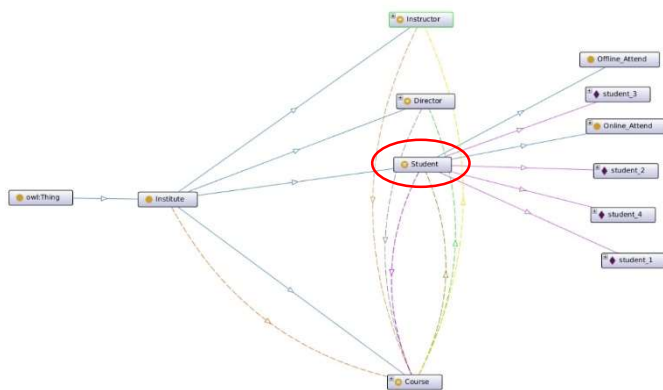 Instructor
Offline_Attend
student_3
Director
Online_Attend
Student
student_2
owl:Thing
Institute
student_4
student_1
Course